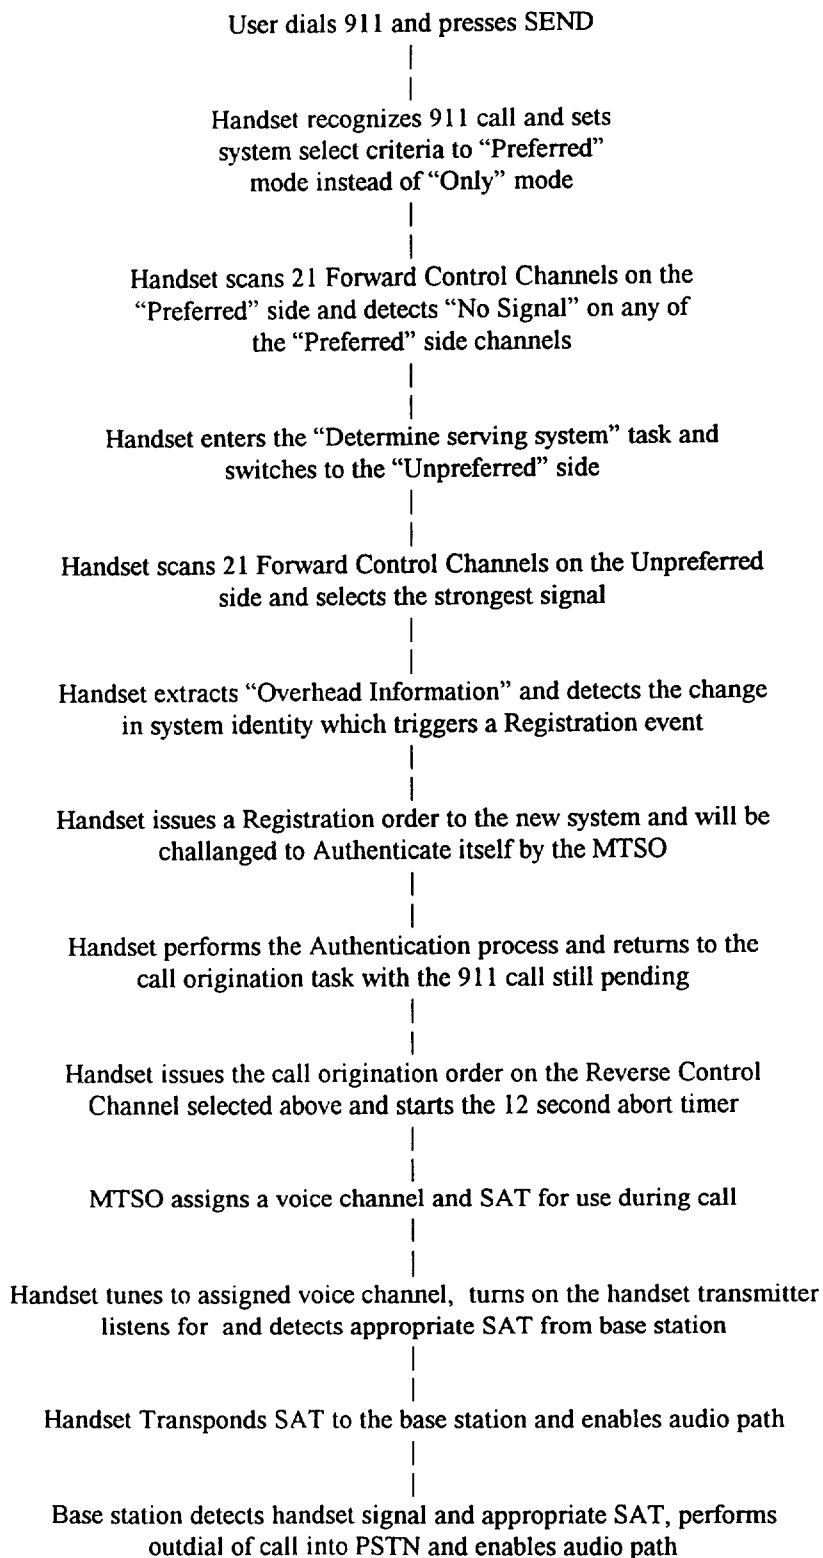 User dials 911 and presses SEND
Handset recognizes 911 call and sets
system select criteria to “Preferred”
mode instead of “Only” mode
Handset scans 21 Forward Control Channels on the
“Preferred” side and detects “No Signal” on any of
the “Preferred” side channels
Handset enters the “Determine serving system” task and
switches to the “Unpreferred” side
Handset scans 21 Forward Control Channels on the Unpreferred
side and selects the strongest signal
Handset extracts “Overhead Information” and detects the change
in system identity which triggers a Registration event
Handset issues a Registration order to the new system and will be
challanged to Authenticate itself by the MTSO
Handset performs the Authentication process and returns to the
call origination task with the 911 call still pending
Handset issues the call origination order on the Reverse Control
Channel selected above and starts the 12 second abort timer
MTSO assigns a voice channel and SAT for use during call
Handset tunes to assigned voice channel, turns on the handset transmitter
listens for and detects appropriate SAT from base station
Handset Transponds SAT to the base station and enables audio path
Base station detects handset signal and appropriate SAT, performs
outdial of call into PSTN and enables audio path